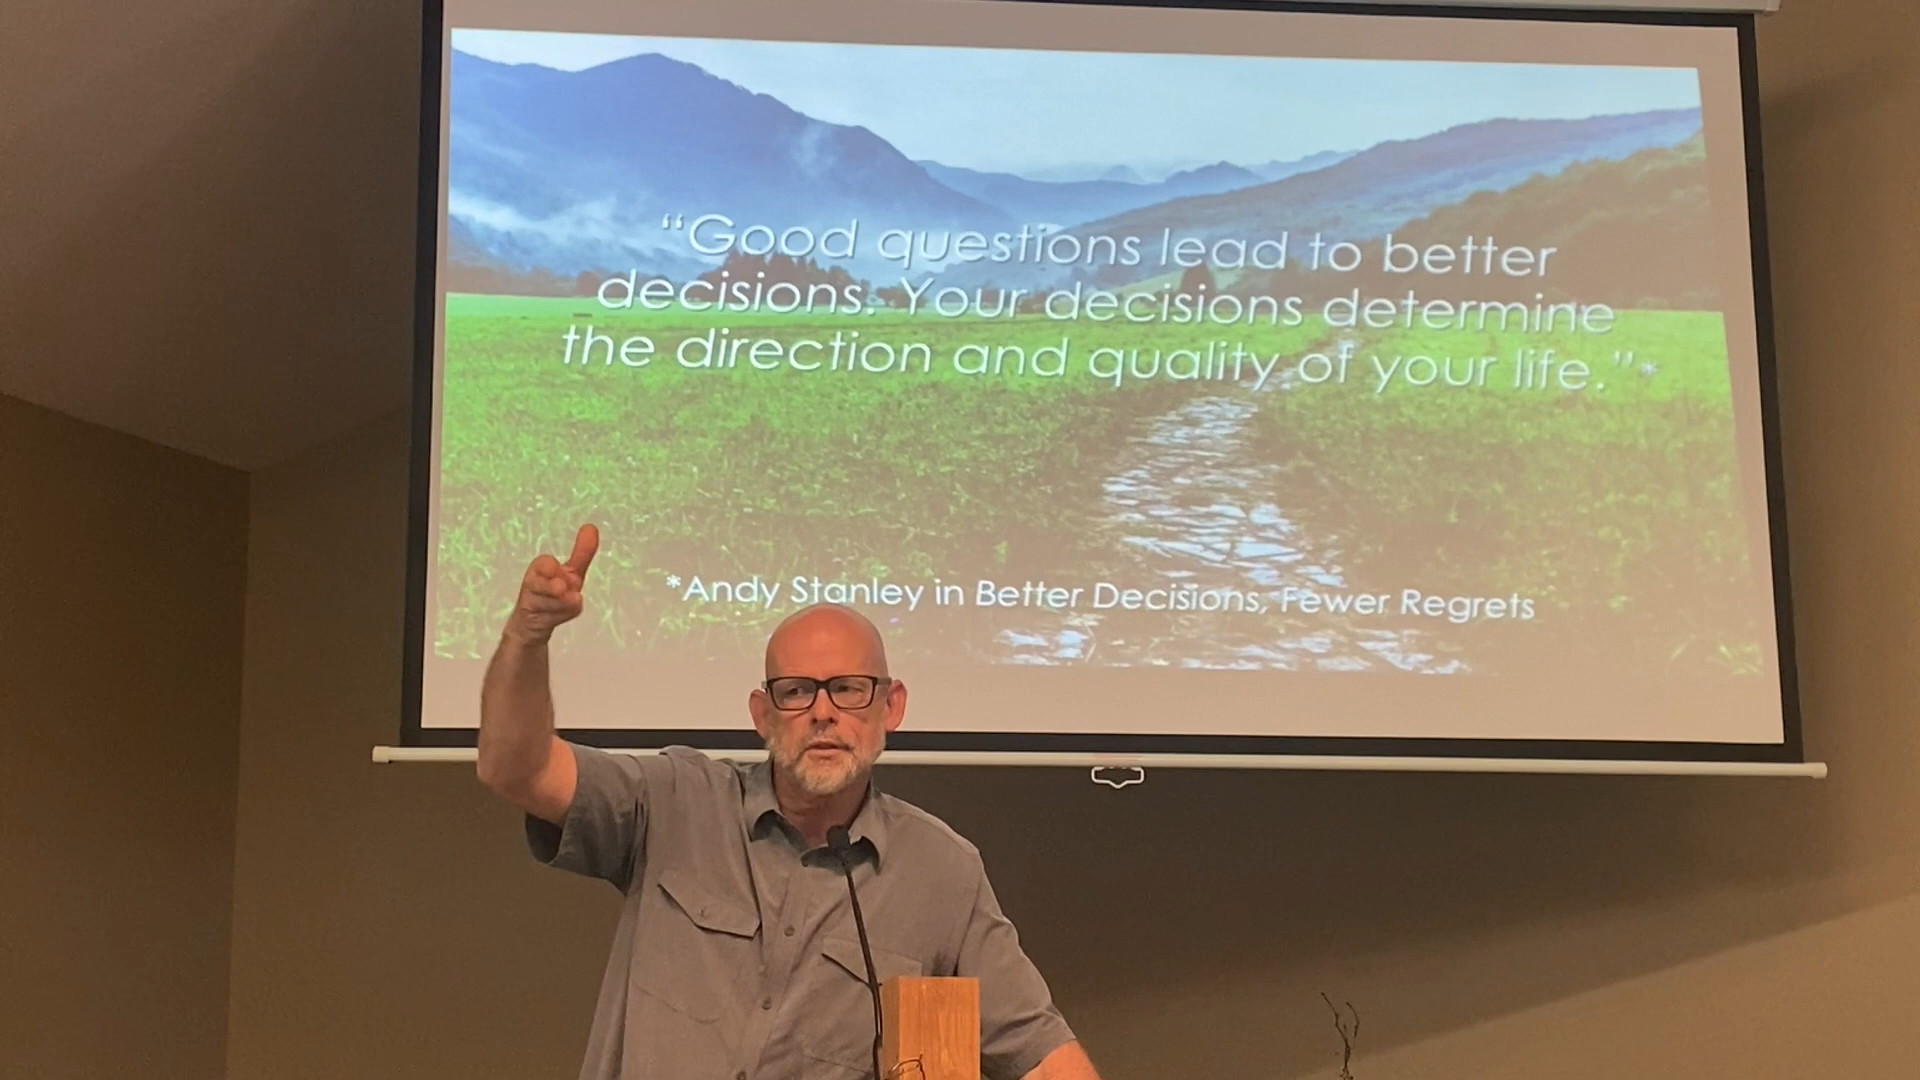 “Good questions lead to better
decisions. Your decisions determine
the direction and quality of your life.”*
*Andy Stanley in Better Decisions, Fewer Regrets